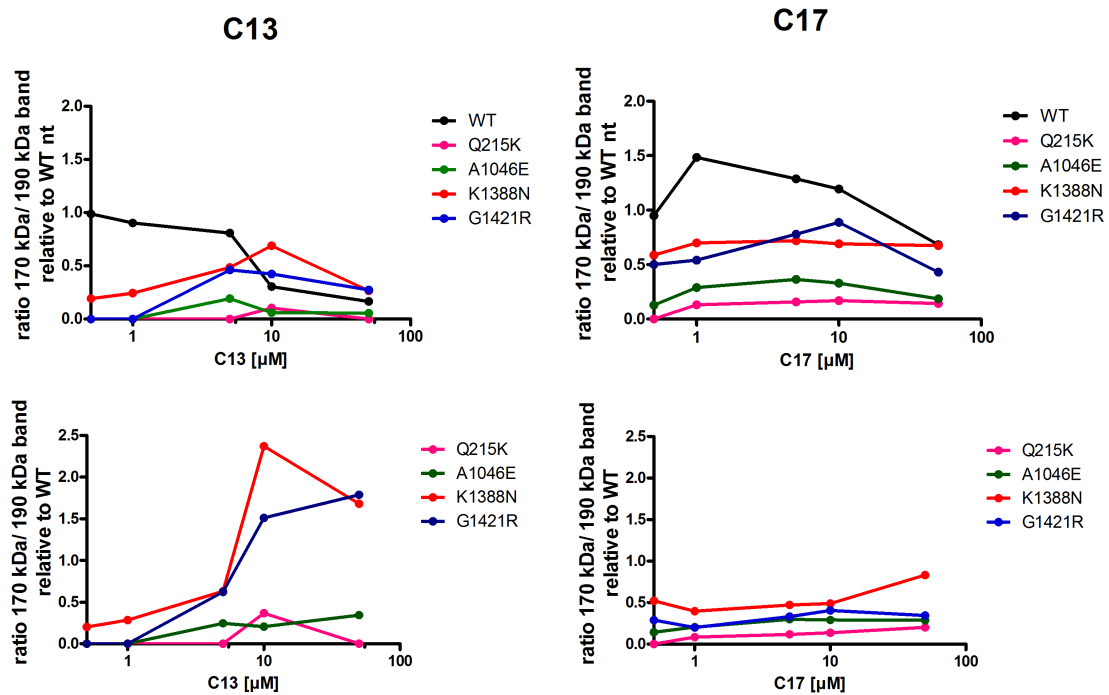 C13
C17
ratio 170 kDa/ 190 kDa band
relative to WT nt
2.0
1.5
1.0
0.5
0.0
1
10
100
C13 [µM]
WT
Q215K
A1046E
K1388N
G1421R
ratio 170 kDa/ 190 kDa band
relative to WT nt
2.0
1.5
1.0
0.5
0.0
1
10
100
C17 [µM]
WT
Q215K
A1046E
K1388N
G1421R
ratio 170 kDa/ 190 kDa band
relative to WT
2.5
2.0
1.5
1.0
0.5
0.0
1
10
100
C13 [µM]
Q215K
A1046E
K1388N
G1421R
ratio 170 kDa/ 190 kDa band
relative to WT
2.5
2.0
1.5
1.0
0.5
0.0
1
10
100
C17 [µM]
Q215K
A1046E
K1388N
G1421R